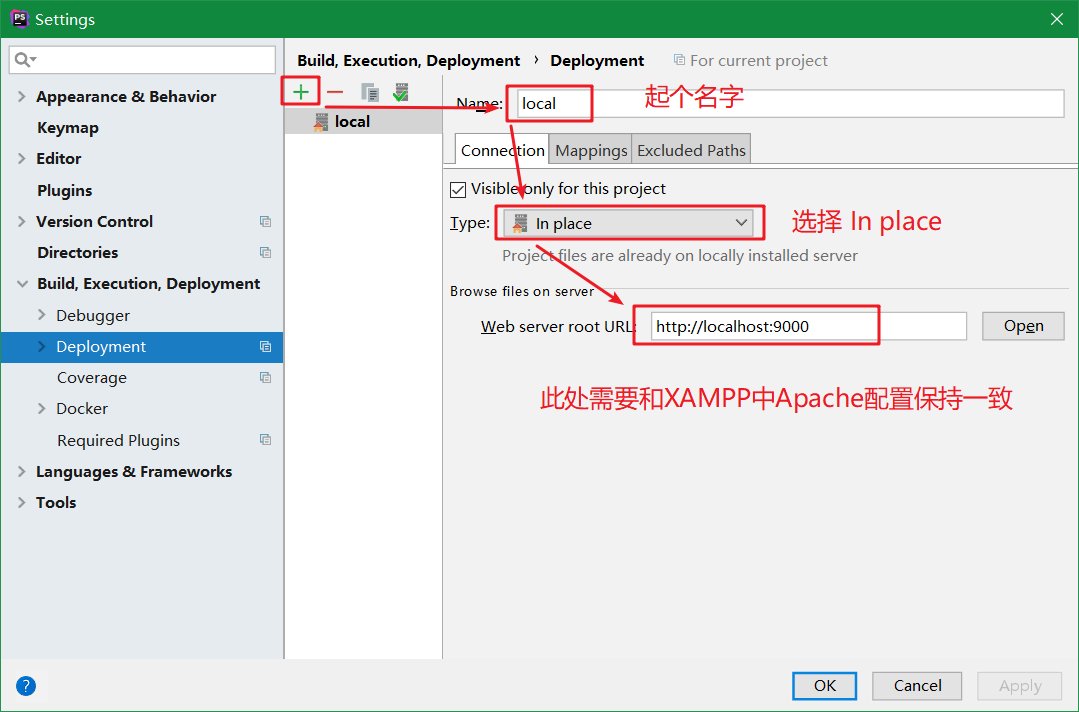 PS Settings
Build, Execution, Deployment › Deployment For current project
Appearance & Behavior
Keymap
Editor
Plugins
Version Control
Directories
Build, Execution, Deployment
Debugger
Deployment
Coverage
Docker
Required Plugins
Languages & Frameworks
Tools
local
Name: local 起个名字
Connection Mappings Excluded Paths
Visible only for this project
Type: In place 选择 In place
Project files are already on locally installed server
Browse files on server
Web server root URL: http://localhost:9000 Open
此处需要和XAMPP中Apache配置保持一致
? OK Cancel Apply